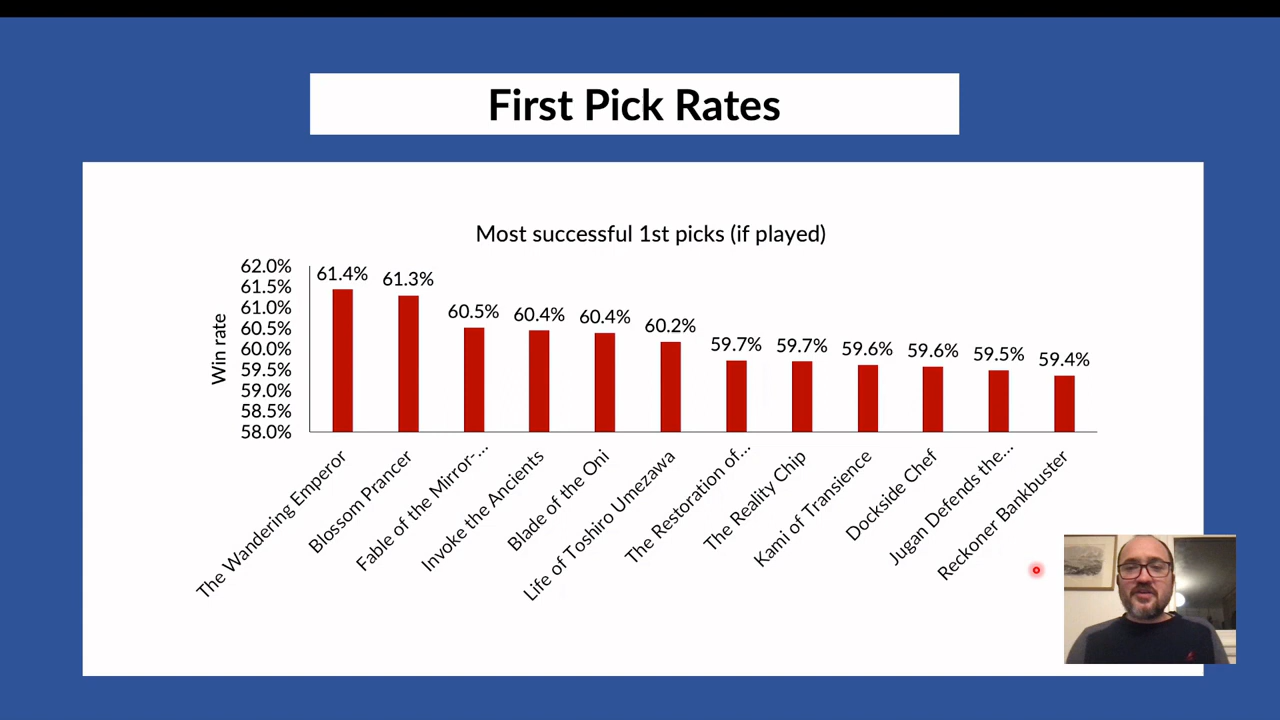 First Pick Rates
Most successful 1st picks (if played)
Win rate
62.0%
61.5%
61.0%
60.5%
60.0%
59.5%
59.0%
58.5%
58.0%
61.4%
61.3%
60.5%
60.4%
60.4%
60.2%
59.7%
59.7%
59.6%
59.6%
59.5%
59.4%
The Wandering Emperor
Blossom Prancer
Fable of the Mirror-...
Invoke the Ancients
Blade of the Oni
Life of Toshiro Umezawa
The Restoration of...
The Reality Chip
Kami of Transience
Dockside Chef
Jugan Defends the...
Reckoner Bankbuster